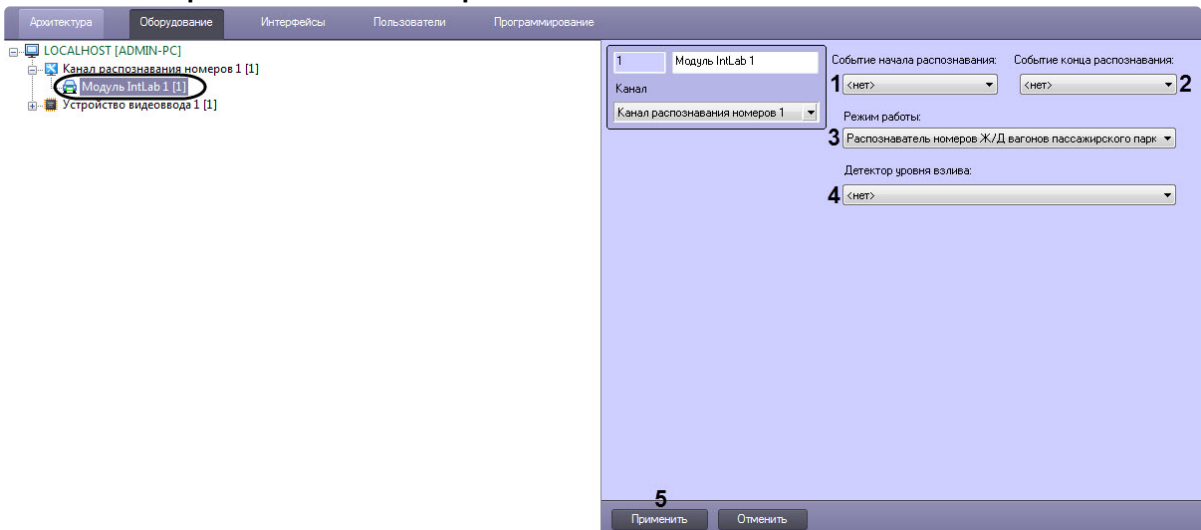 Архитектура Оборудование Интерфейсы Пользователи Программирование
LOCALHOST [ADMIN-PC]
Канал распознавания номеров 1 [1]
Модуль IntLab 1 [1]
Устройство видеоввода 1 [1]
1 Модуль IntLab 1
Канал
Канал распознавания номеров 1
Событие начала распознавания: Событие конца распознавания:
1 <нет> <нет> 2
Режим работы:
3 Распознаватель номеров Ж/Д вагонов пассажирского парк
Детектор уровня взлива:
4 <нет>
5
Применить Отменить